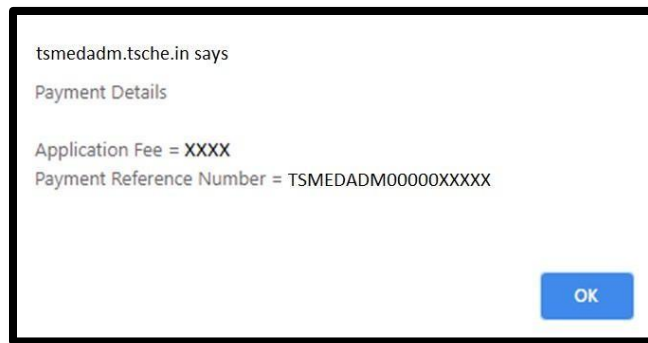 tsmedadm.tsche.in says
Payment Details
Application Fee = XXXX
Payment Reference Number = TSMEDADM00000XXXXX
OK